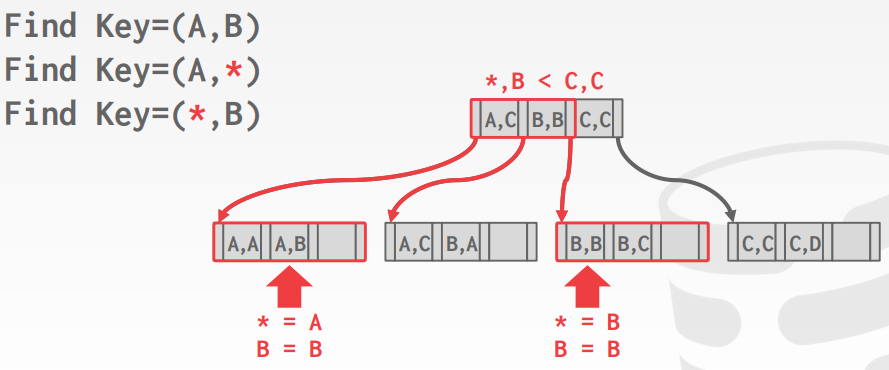 Find Key=(A,B)
Find Key=(A,*)
Find Key=(*,B)
*,B < C,C
A,C B,B C,C
A,A A,B
A,C B,A
B,B B,C
C,C C,D
* = A
B = B
* = B
B = B